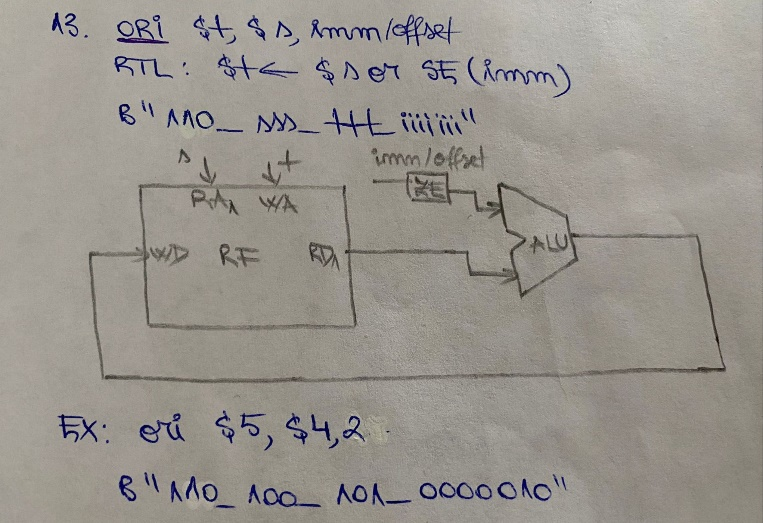 13. ORI $t, $s, imm/offset
RTL: $t ← $s or SE(imm)
B"110_sss_ttt_iiiiiii"
s t imm/offset
RA1 WA ZE
WD RF RD1 ALU
EX: ori $5, $4, 2
B"110_100_101_0000010"